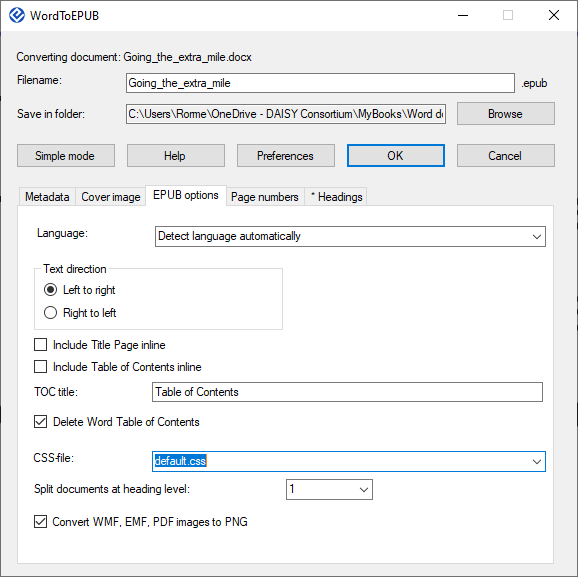 WordToEPUB
Converting document: Going_the_extra_mile.docx
Filename: Going_the_extra_mile .epub
Save in folder: C:\Users\Rorme\OneDrive - DAISY Consortium\MyBooks\Word d Browse
Simple mode Help Preferences OK Cancel
Metadata Cover image EPUB options Page numbers * Headings
Language: Detect language automatically
Text direction
Left to right
Right to left
Include Title Page inline
Include Table of Contents inline
TOC title: Table of Contents
Delete Word Table of Contents
CSS-file: default.css
Split documents at heading level: 1
Convert WMF, EMF, PDF images to PNG